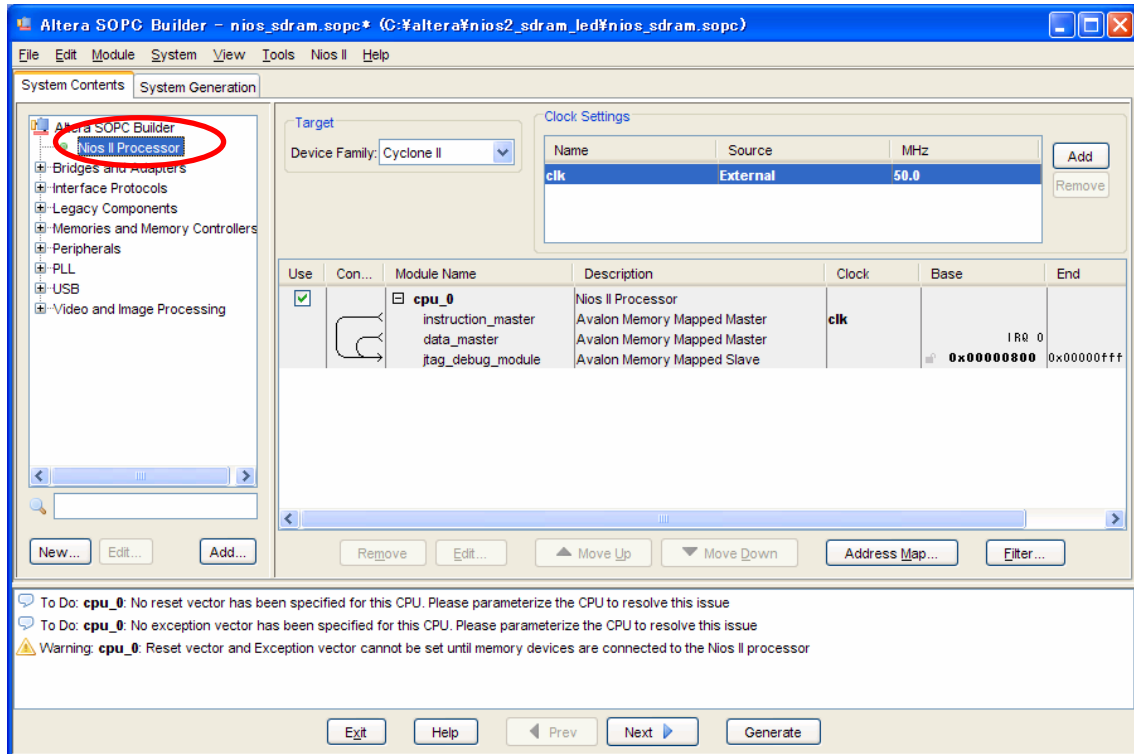 Altera SOPC Builder - nios_sdram.sopc* (C:¥altera¥nios2_sdram_led¥nios_sdram.sopc)
File Edit Module System View Tools Nios II Help
System Contents System Generation
Altera SOPC Builder
Nios II Processor
Bridges and Adapters
Interface Protocols
Legacy Components
Memories and Memory Controllers
Peripherals
PLL
USB
Video and Image Processing
New... Edit... Add...
Target
Device Family: Cyclone II
Clock Settings
Name Source MHz
clk External 50.0
Add
Remove
Use Con... Module Name Description Clock Base End
cpu_0 Nios II Processor
instruction_master Avalon Memory Mapped Master clk
data_master Avalon Memory Mapped Master IRQ 0
jtag_debug_module Avalon Memory Mapped Slave 0x00000800 0x00000fff
Remove Edit... Move Up Move Down Address Map... Filter...
To Do: cpu_0: No reset vector has been specified for this CPU. Please parameterize the CPU to resolve this issue
To Do: cpu_0: No exception vector has been specified for this CPU. Please parameterize the CPU to resolve this issue
Warning: cpu_0: Reset vector and Exception vector cannot be set until memory devices are connected to the Nios II processor
Exit Help Prev Next Generate